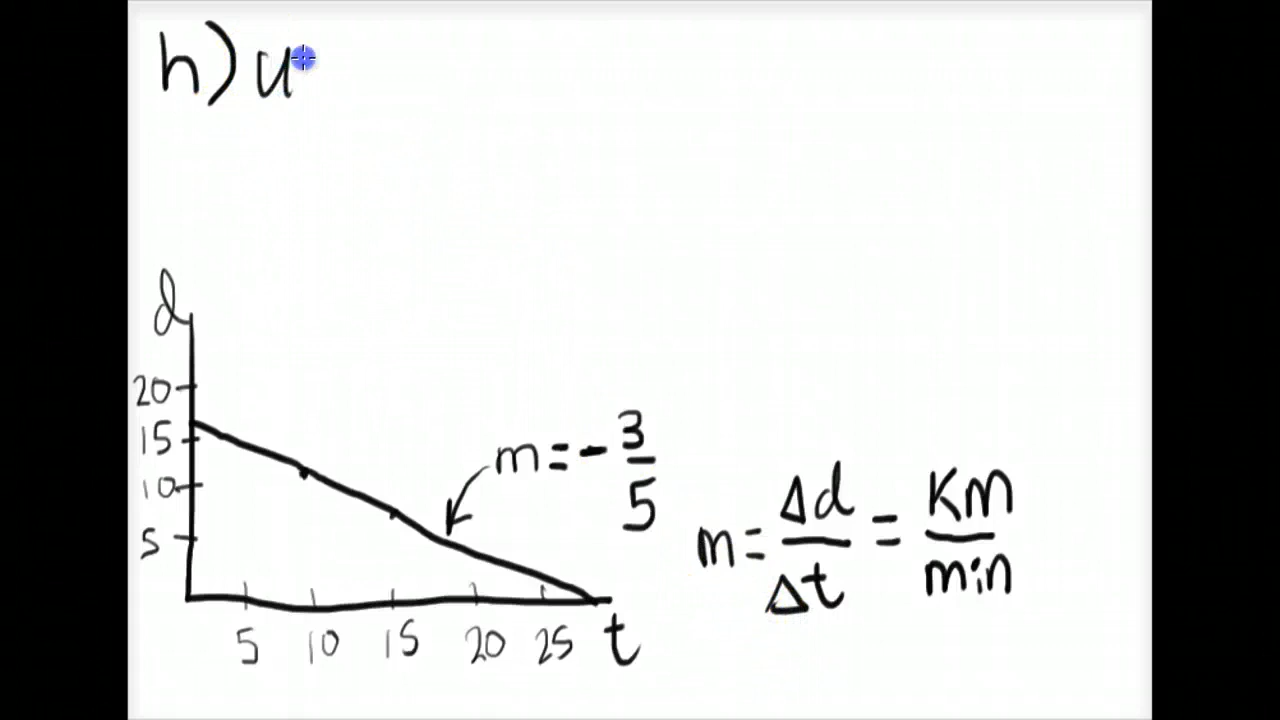 h) u
d
20
15
10
5
m = - 3/5
m = Δd/Δt = Km/min
5 10 15 20 25 t